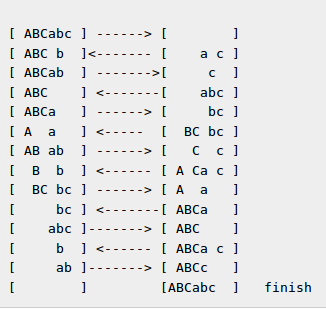 [ ABCabc ] ------> [        ]
[ ABC b  ]<------- [    a c ]
[ ABCab  ] ------->[     c  ]
[ ABC    ] <-------[    abc ]
[ ABCa   ] ------> [     bc ]
[ A  a   ] <-----  [  BC bc ]
[ AB ab  ] ------> [   C  c ]
[  B  b  ] <------ [ A Ca c ]
[  BC bc ] ------> [ A  a   ]
[     bc ] <-------[ ABCa   ]
[    abc ]-------> [ ABC    ]
[     b  ] <------ [ ABCa c ]
[     ab ]-------> [ ABCc   ]
[        ]         [ABCabc  ]   finish